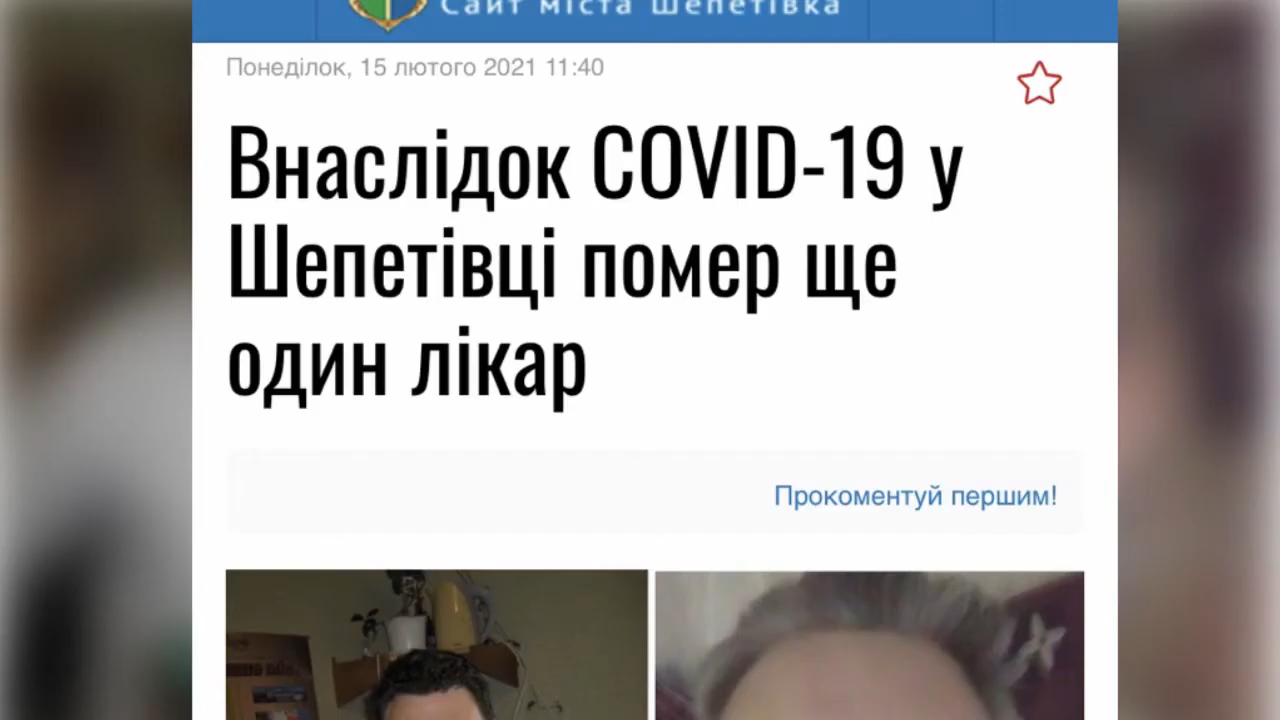 Сайт міста Шепетівка
Понеділок, 15 лютого 2021 11:40
Внаслідок COVID-19 у
Шепетівці помер ще
один лікар
Прокоментуй першим!